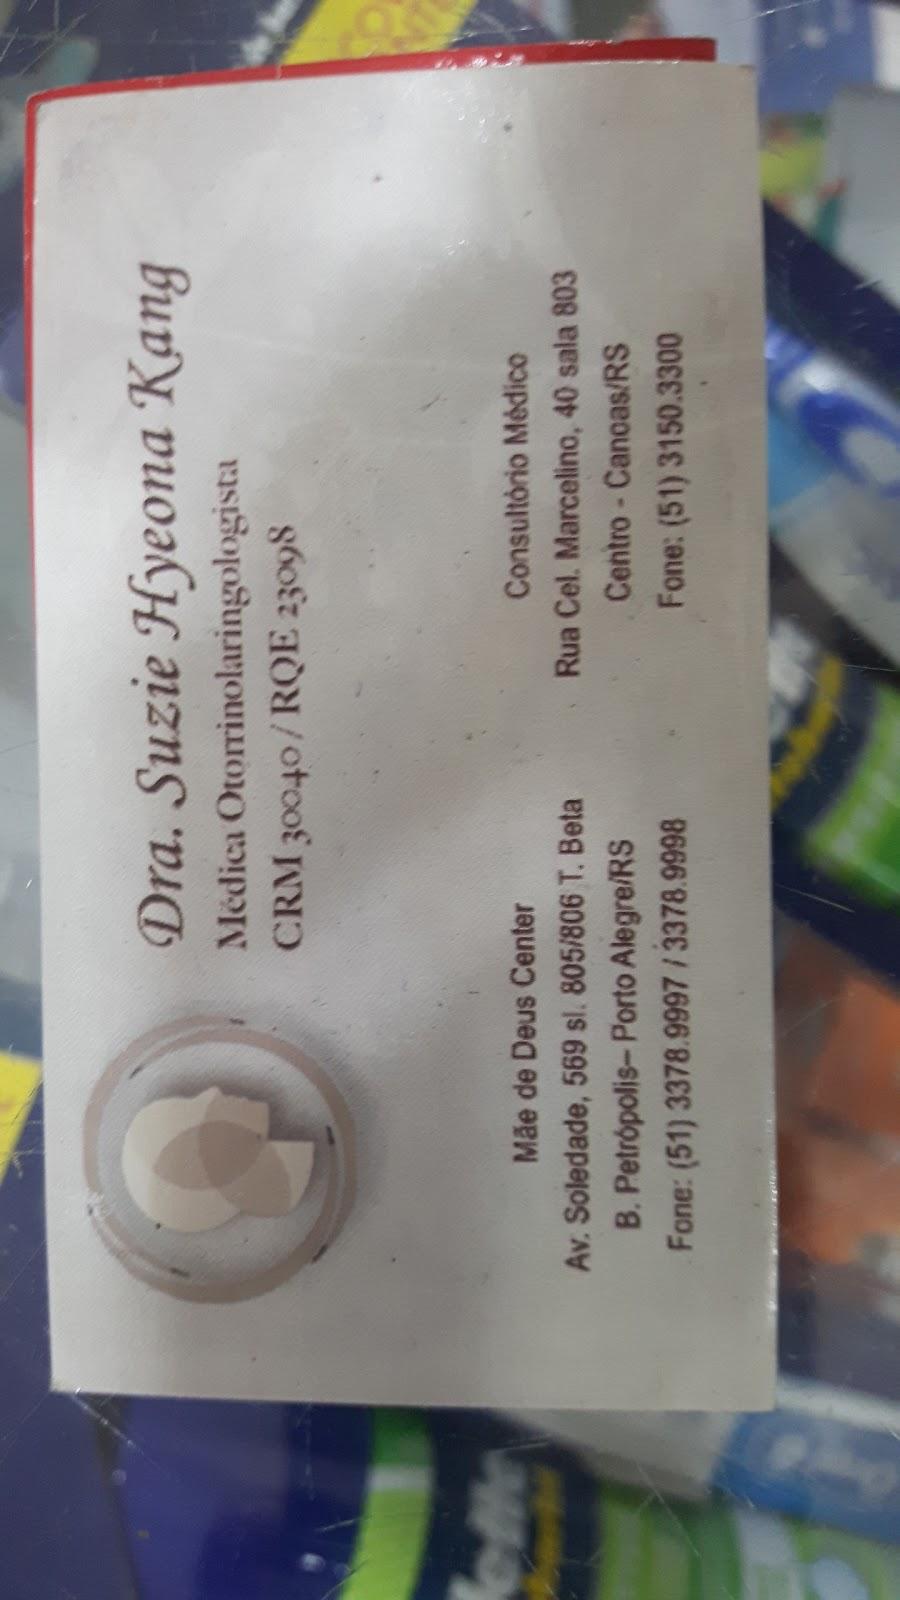 Dra. Suzie Hyeona Kang
Médica Otorrinolaringologista
CRM 30040 / RQE 23098
Mãe de Deus Center
Av. Soledade, 569 sl. 805/806 T. Beta
B. Petrópolis– Porto Alegre/RS
Fone: (51) 3378.9997 / 3378.9998
Consultório Médico
Rua Cel. Marcelino, 40 sala 803
Centro - Canoas/RS
Fone: (51) 3150.3300